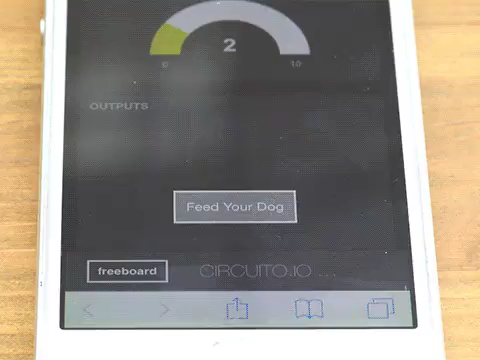 2
0 10
OUTPUTS
Feed Your Dog
freeboard CIRCUITO.IO